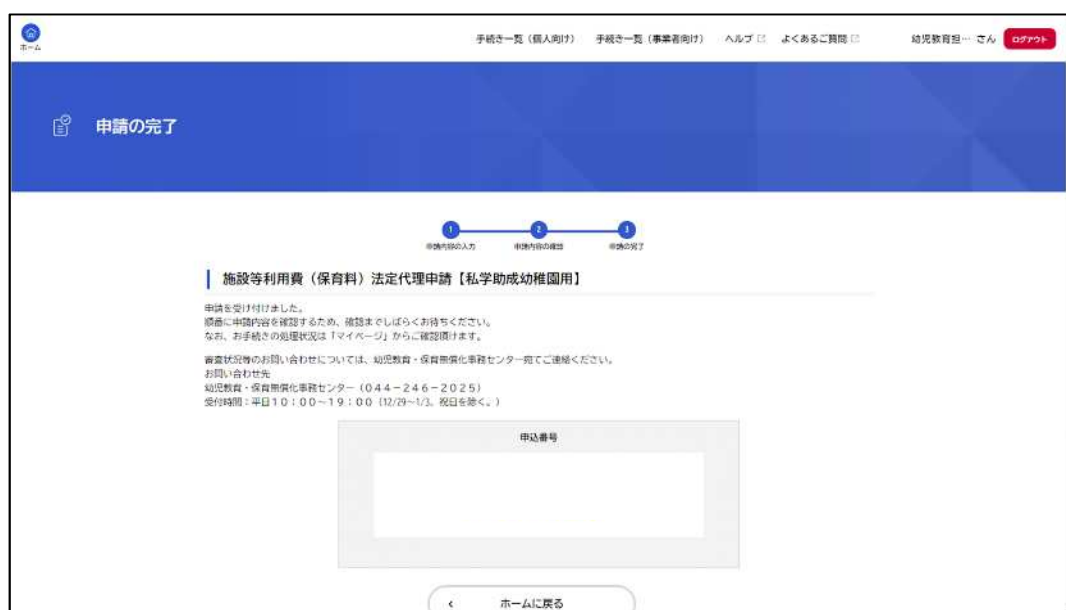 ホーム
手続き一覧（個人向け） 手続き一覧（事業者向け） ヘルプ よくあるご質問 幼児教育担… さん ログアウト
申請の完了
1 2 3
申請内容の入力 申請内容の確認 申請の完了
施設等利用費（保育料）法定代理申請【私学助成幼稚園用】
申請を受け付けました。
順番に申請内容を確認するため、確認までしばらくお待ちください。
なお、お手続きの処理状況は「マイページ」からご確認頂けます。
審査状況等のお問い合わせについては、幼児教育・保育無償化事務センター宛てご連絡ください。
お問い合わせ先
幼児教育・保育無償化事務センター（０４４－２４６－２０２５）
受付時間：平日１０：００～１９：００（12/29～1/3、祝日を除く。）
申込番号
ホームに戻る